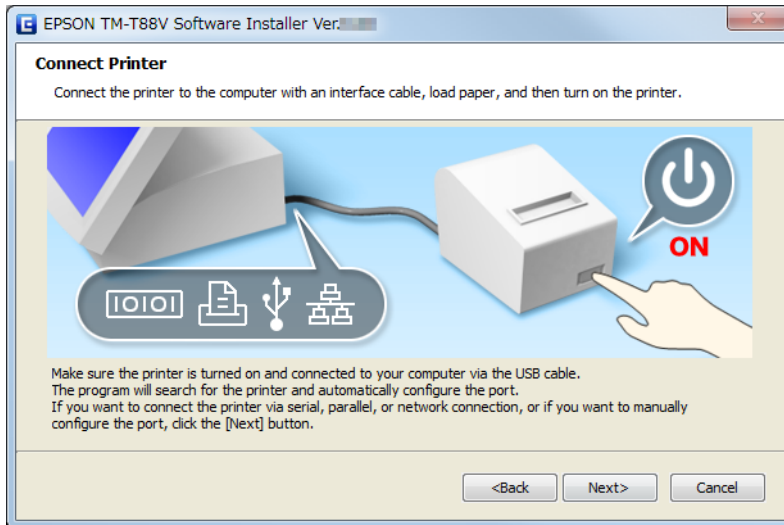 EPSON TM-T88V Software Installer Ver.
Connect Printer
Connect the printer to the computer with an interface cable, load paper, and then turn on the printer.
ON
IOIOI
Make sure the printer is turned on and connected to your computer via the USB cable.
The program will search for the printer and automatically configure the port.
If you want to connect the printer via serial, parallel, or network connection, or if you want to manually
configure the port, click the [Next] button.
<Back Next> Cancel